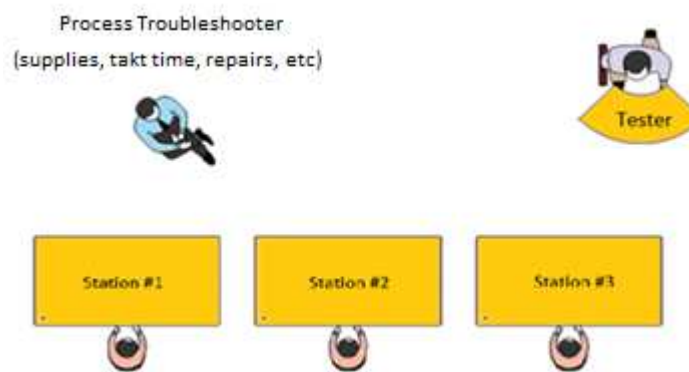 Process Troubleshooter
(supplies, takt time, repairs, etc)
Tester
Station #1
Station #2
Station #3